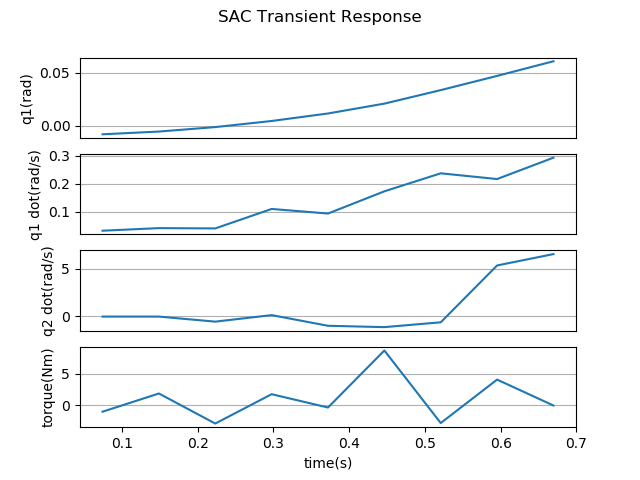 SAC Transient Response
0.05
0.00
q1(rad)
0.3
0.2
0.1
q1 dot(rad/s)
5
0
q2 dot(rad/s)
5
0
torque(Nm)
0.1 0.2 0.3 0.4 0.5 0.6 0.7
time(s)